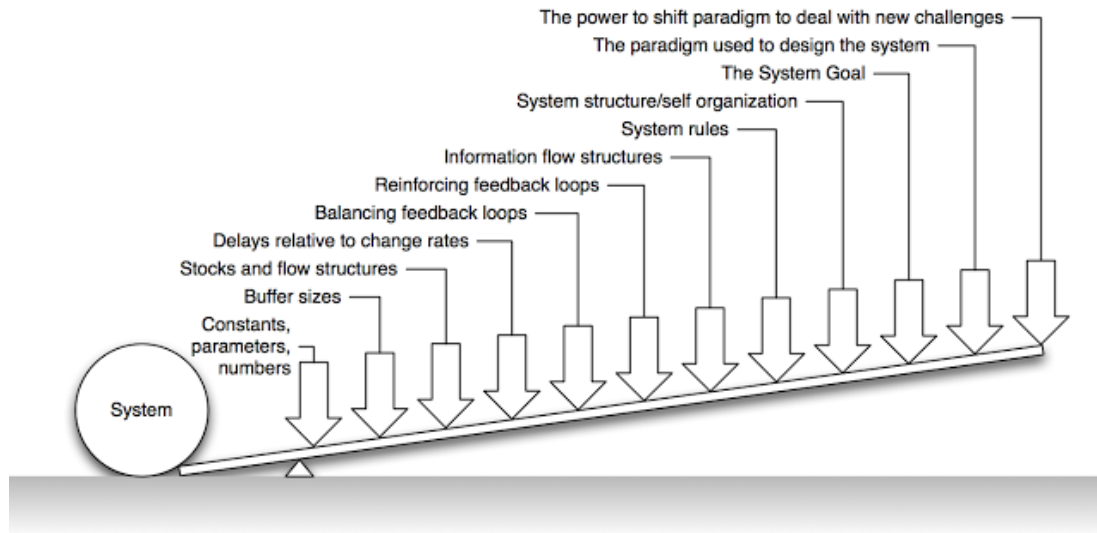 The power to shift paradigm to deal with new challenges
The paradigm used to design the system
The System Goal
System structure/self organization
System rules
Information flow structures
Reinforcing feedback loops
Balancing feedback loops
Delays relative to change rates
Stocks and flow structures
Buffer sizes
Constants,
parameters,
numbers
System